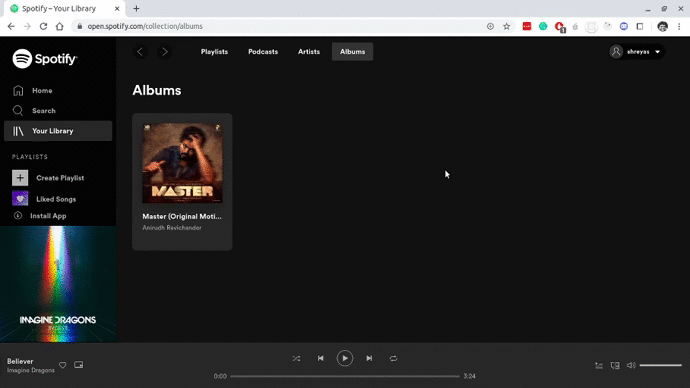 Spotify – Your Library
open.spotify.com/collection/albums
1
Spotify
Playlists
Podcasts
Artists
Albums
shreyas
Home
Search
Your Library
PLAYLISTS
Create Playlist
Liked Songs
Install App
Albums
MASTER
Master (Original Moti...
Anirudh Ravichander
IMAGINE DRAGONS
EVOLVE
Believer
Imagine Dragons
0:00
3:24